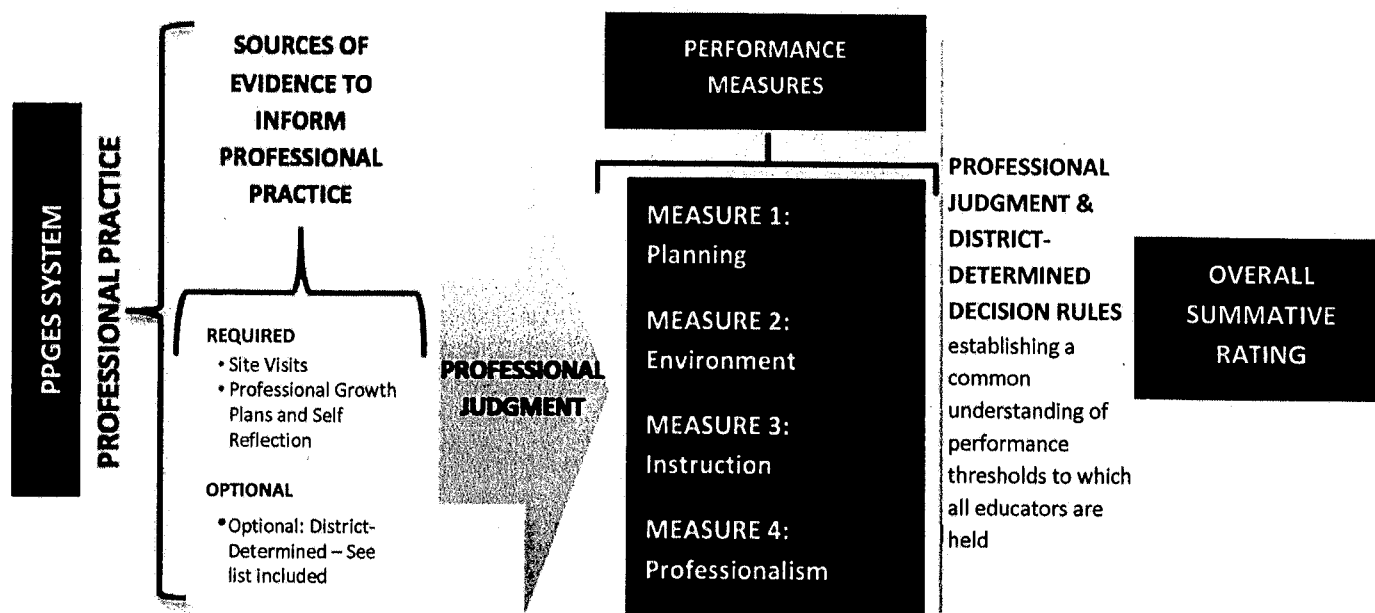 PPGES SYSTEM
PROFESSIONAL PRACTICE
SOURCES OF
EVIDENCE TO
INFORM
PROFESSIONAL
PRACTICE
REQUIRED
• Site Visits
• Professional Growth
Plans and Self
Reflection
OPTIONAL
• Optional: District-
Determined – See
list included
PROFESSIONAL
JUDGMENT
PERFORMANCE
MEASURES
MEASURE 1:
Planning
MEASURE 2:
Environment
MEASURE 3:
Instruction
MEASURE 4:
Professionalism
PROFESSIONAL
JUDGMENT &
DISTRICT-
DETERMINED
DECISION RULES
establishing a
common
understanding of
performance
thresholds to which
all educators are
held
OVERALL
SUMMATIVE
RATING